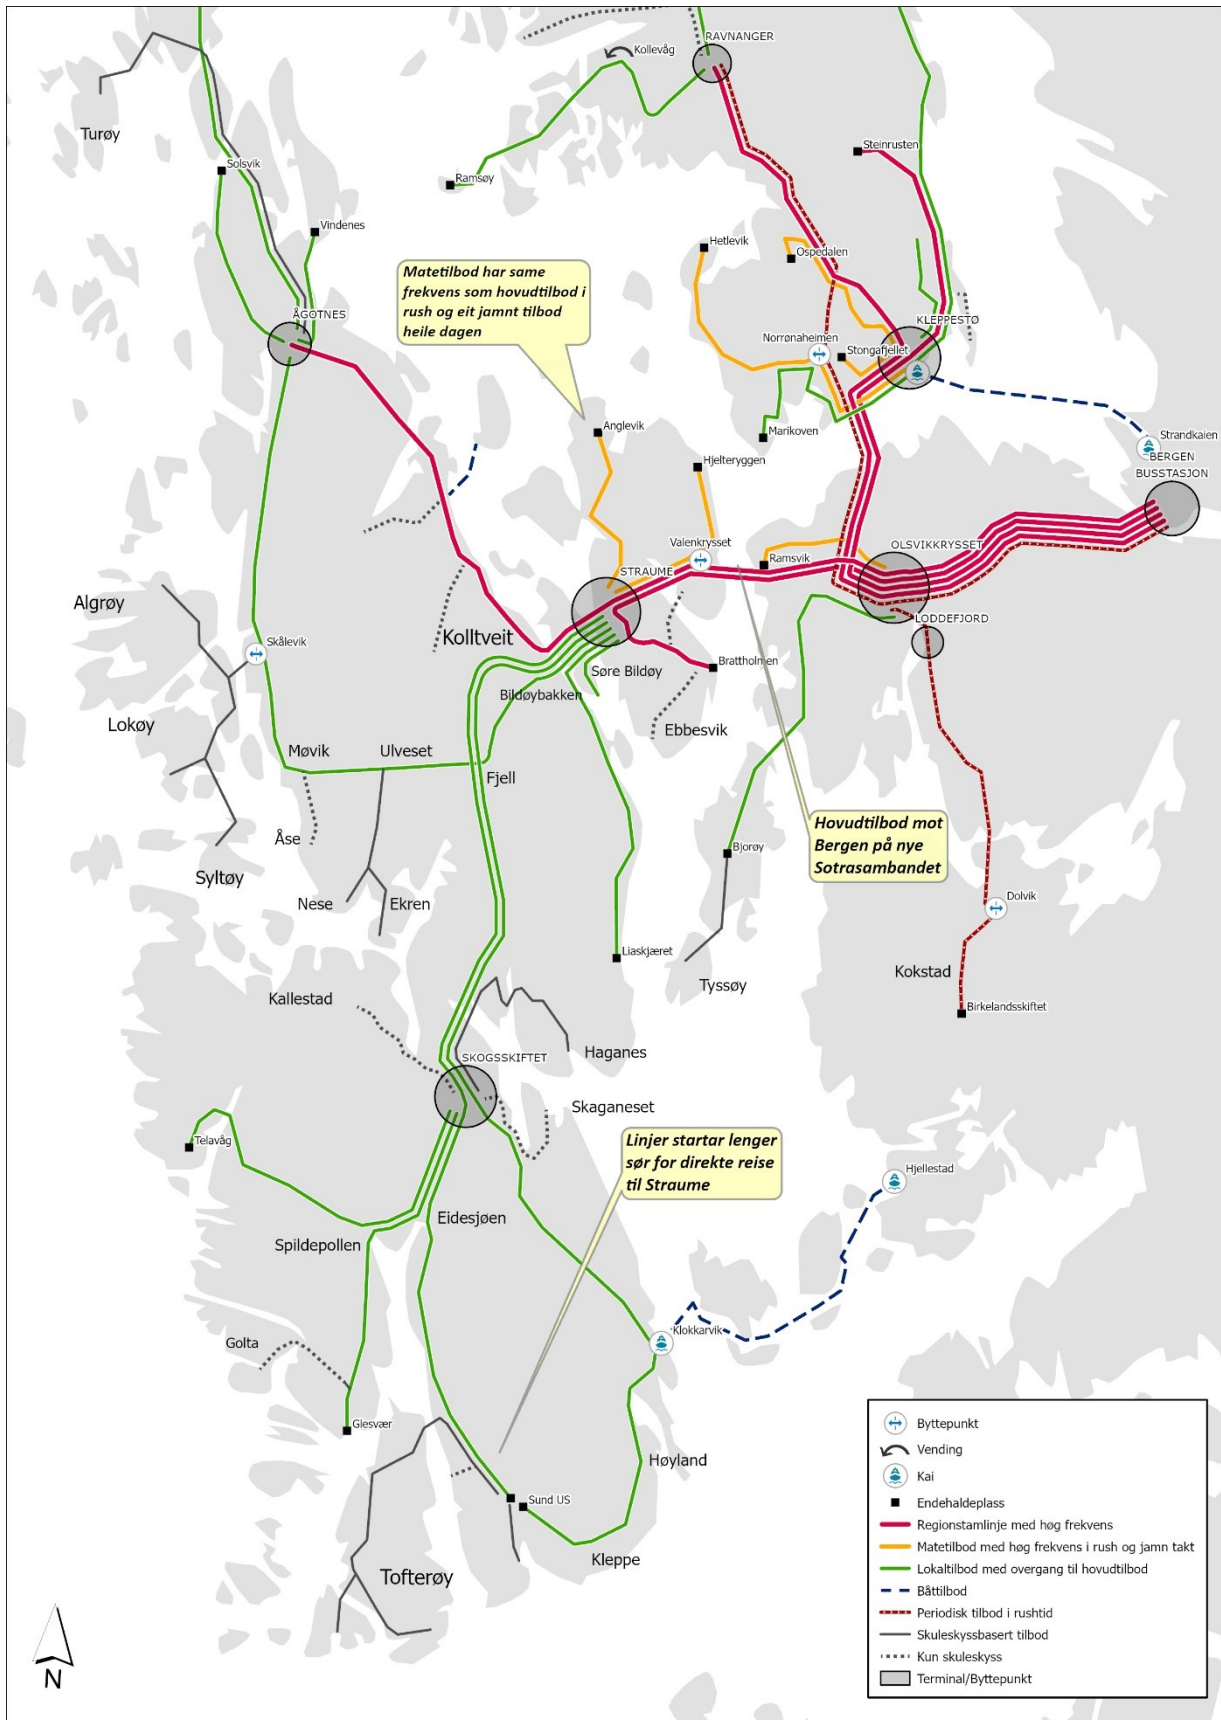 RAVNANGER
Kollevåg
Turøy
Solsvik
Ramsøy
Steinrusten
Vindenes
Hetlevik
Ospedalen
Matetilbod har same
frekvens som hovudtilbod i
rush og eit jamnt tilbod
heile dagen
ÅGOTNES
KLEPPESTØ
Norrønaheimen
Stongafjellet
Anglevik
Marikoven
Strandkaien
BERGEN
BUSSTASJON
Hjelteryggen
Valenkrysset
Ramsvik
OLSVIKKRYSSET
STRAUME
Algrøy
LODDEFJORD
Kolltveit
Skålevik
Søre Bildøy
Brattholmen
Bildøybakken
Lokøy
Ebbesvik
Møvik
Ulveset
Fjell
Hovudtilbod mot
Bergen på nye
Sotrasambandet
Åse
Bjorøy
Syltøy
Nese
Ekren
Dolvik
Liaskjæret
Tyssøy
Kokstad
Kallestad
Birkelandsskiftet
SKOGSSKIFTET
Haganes
Skaganeset
Linjer startar lenger
sør for direkte reise
til Straume
Telavåg
Hjellestad
Eidesjøen
Spildepollen
Klokkarvik
Golta
Glesvær
Høyland
Sund US
Kleppe
Tofterøy
N
Byttepunkt
Vending
Kai
Endehaldeplass
Regionstamlinje med høg frekvens
Matetilbod med høg frekvens i rush og jamn takt
Lokaltilbod med overgang til hovudtilbod
Båttilbod
Periodisk tilbod i rushtid
Skuleskyssbasert tilbod
Kun skuleskyss
Terminal/Byttepunkt